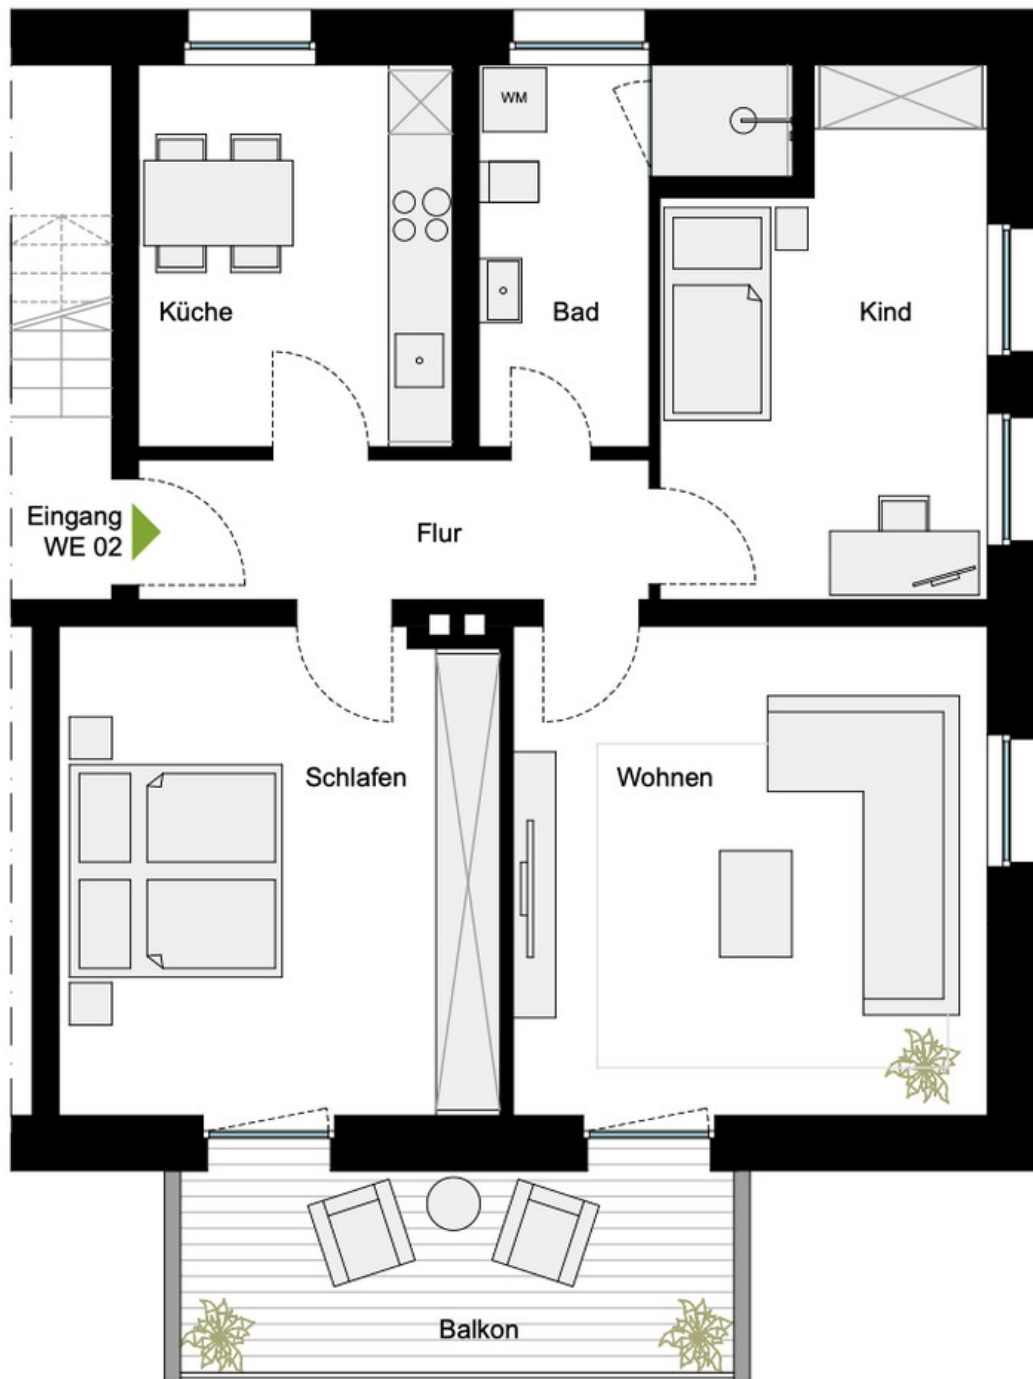 WM
Küche
Bad
Kind
Eingang
WE 02
Flur
Schlafen
Wohnen
Balkon